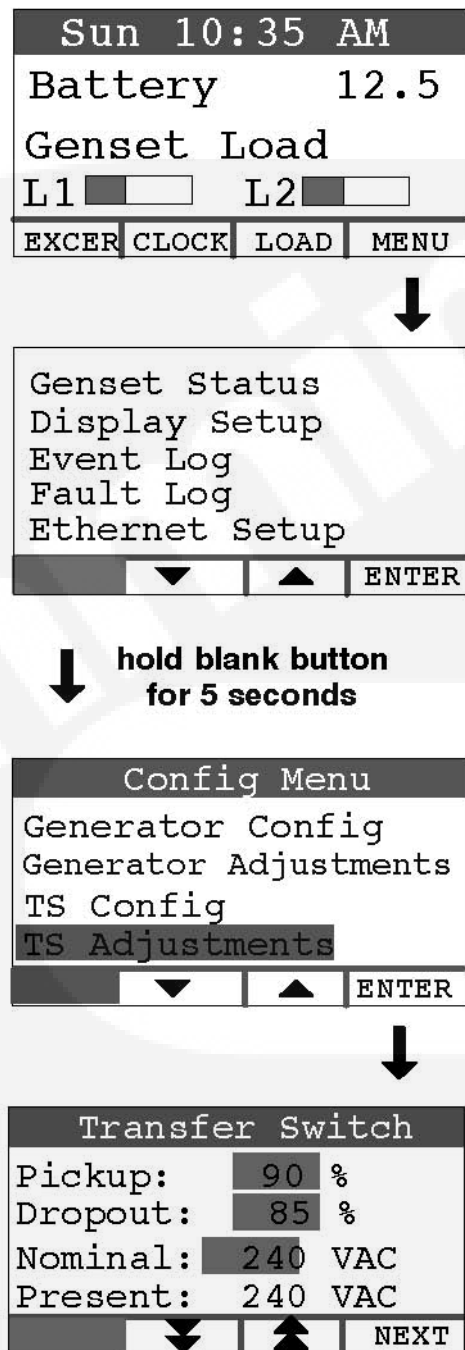 Sun 10:35 AM
Battery 12.5
Genset Load
L1 L2
EXCER CLOCK LOAD MENU
Genset Status
Display Setup
Event Log
Fault Log
Ethernet Setup
ENTER
hold blank button
for 5 seconds
Config Menu
Generator Config
Generator Adjustments
TS Config
TS Adjustments
ENTER
Transfer Switch
Pickup: 90 %
Dropout: 85 %
Nominal: 240 VAC
Present: 240 VAC
NEXT